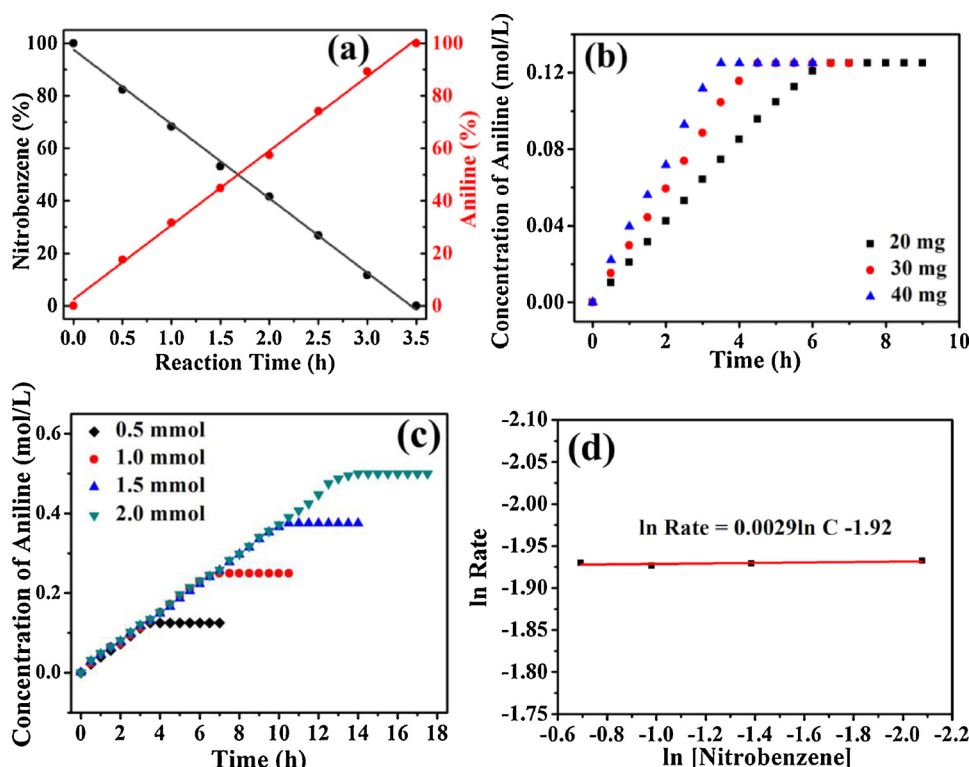 (a)
Nitrobenzene (%)
100
80
60
40
20
0
100
80
60
40
20
0
Aniline (%)
0.0 0.5 1.0 1.5 2.0 2.5 3.0 3.5
Reaction Time (h)
(b)
Concentration of Aniline (mol/L)
0.12
0.08
0.04
0.00
20 mg
30 mg
40 mg
0 2 4 6 8 10
Time (h)
(c)
Concentration of Aniline (mol/L)
0.6
0.4
0.2
0.0
0.5 mmol
1.0 mmol
1.5 mmol
2.0 mmol
0 2 4 6 8 10 12 14 16 18
Time (h)
(d)
ln Rate
-2.10
-2.05
-2.00
-1.95
-1.90
-1.85
-1.80
-1.75
ln Rate = 0.0029ln C -1.92
-0.6 -0.8 -1.0 -1.2 -1.4 -1.6 -1.8 -2.0 -2.2
ln [Nitrobenzene]